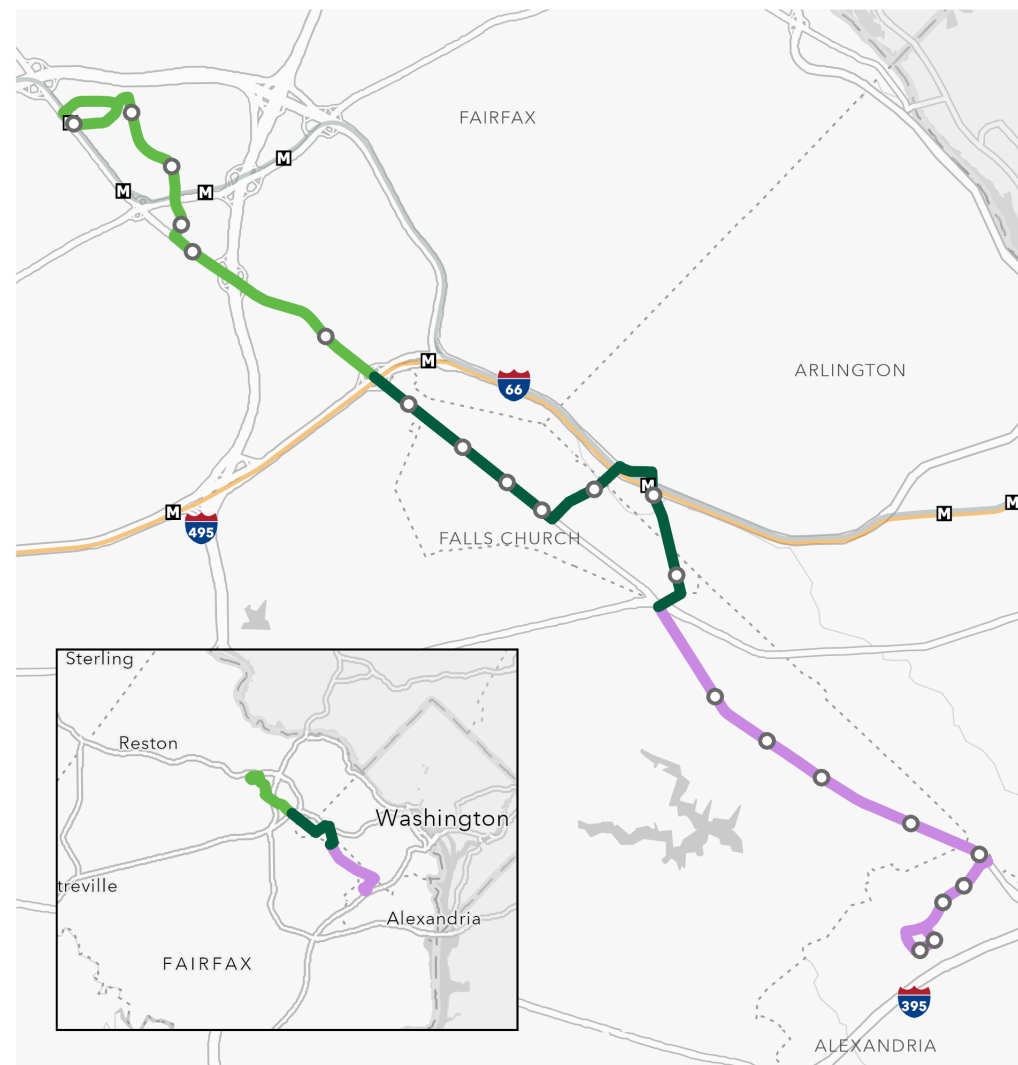 FAIRFAX
M
M
M
M
66
ARLINGTON
M
M
M
M
495
FALLS CHURCH
Sterling
Reston
Washington
treville
Alexandria
FAIRFAX
395
ALEXANDRIA